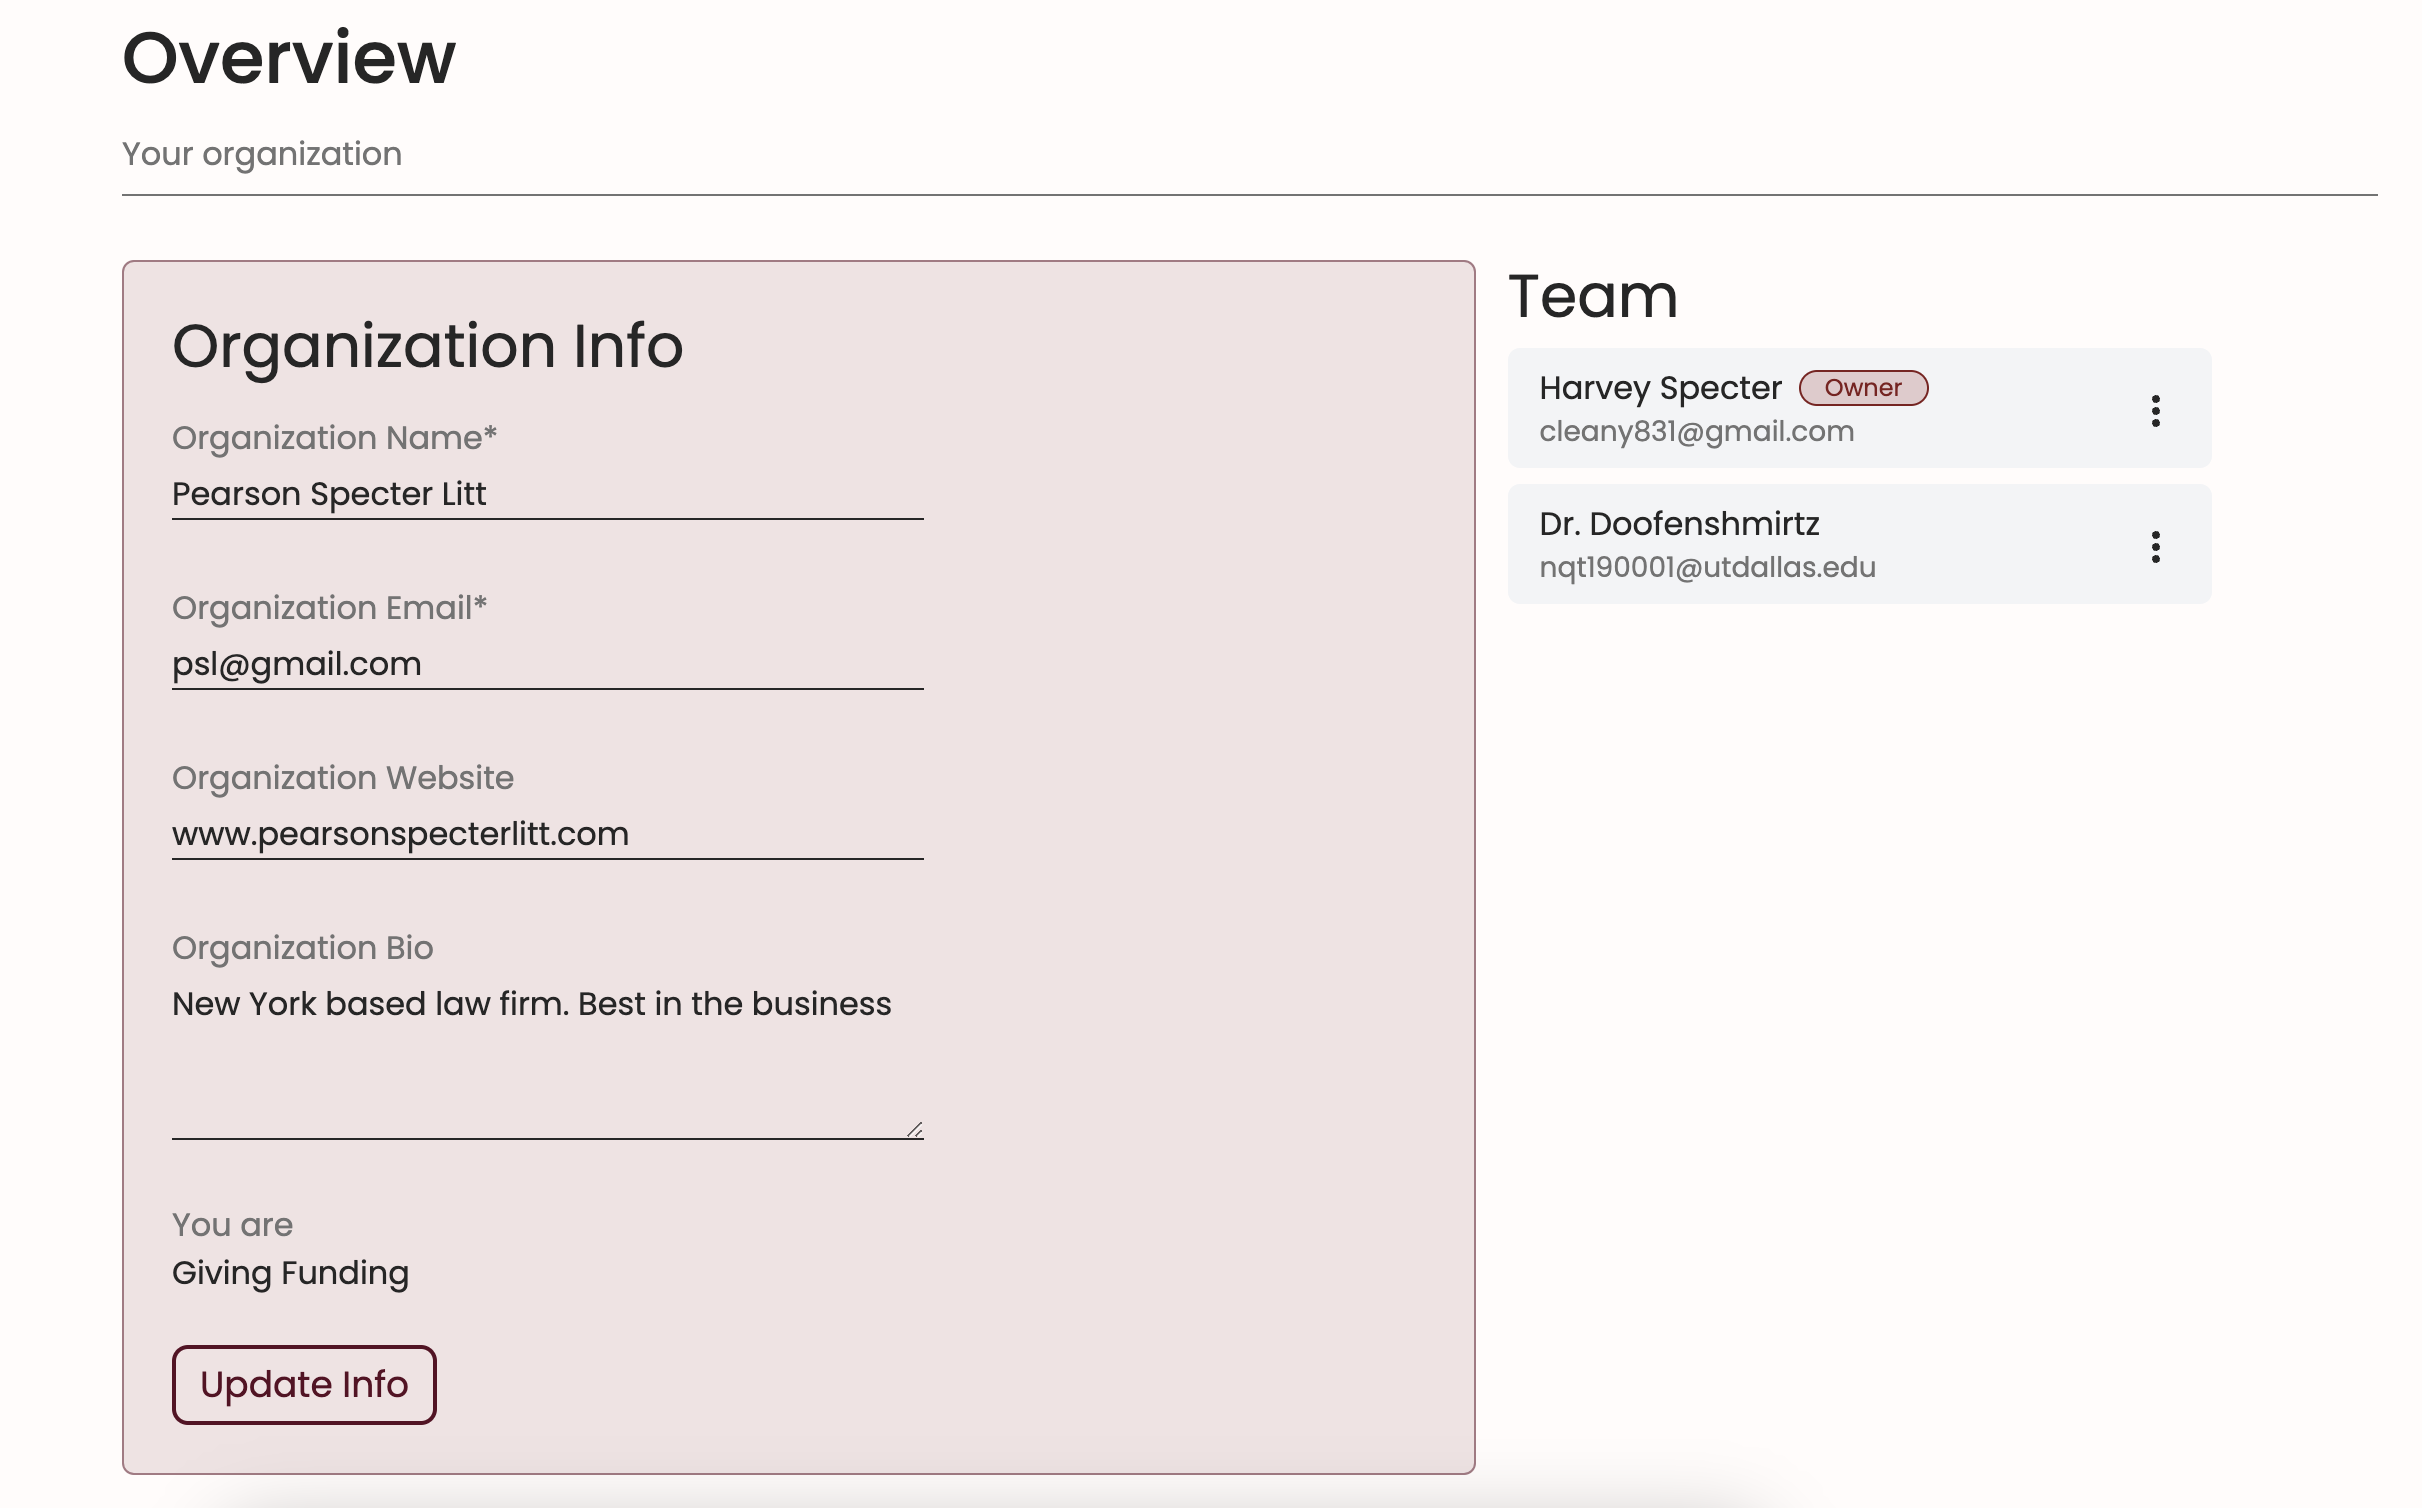 Overview
Your organization
Organization Info
Organization Name*
Pearson Specter Litt
Organization Email*
psl@gmail.com
Organization Website
www.pearsonspecterlitt.com
Organization Bio
New York based law firm. Best in the business
You are
Giving Funding
Update Info
Team
Harvey Specter Owner
cleany831@gmail.com
Dr. Doofenshmirtz
nqt190001@utdallas.edu